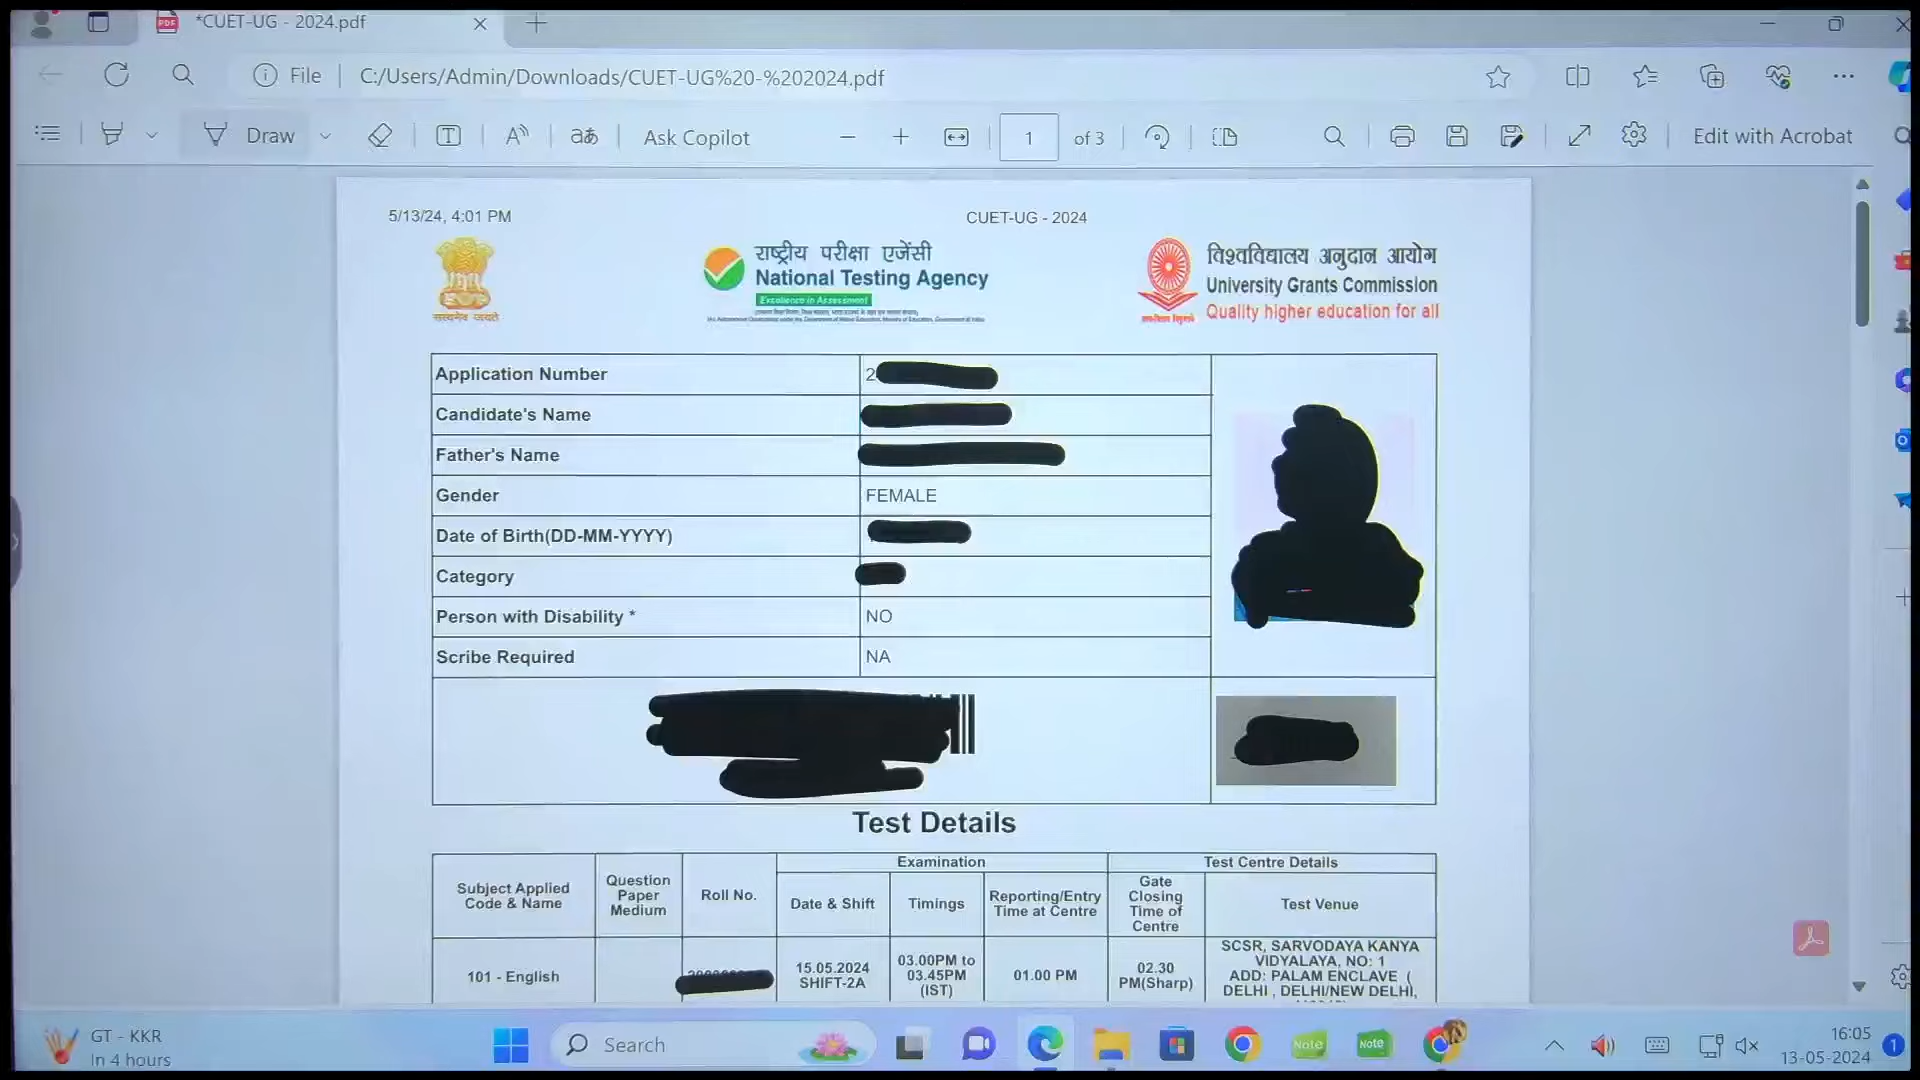 *CUET-UG - 2024.pdf
File
C:/Users/Admin/Downloads/CUET-UG%20-%202024.pdf
Draw
Ask Copilot
1 of 3
Edit with Acrobat
5/13/24, 4:01 PM
CUET-UG - 2024
सत्यमेव जयते
राष्ट्रीय परीक्षा एजेंसी
National Testing Agency
Excellence in Assessment
विश्वविद्यालय अनुदान आयोग
University Grants Commission
Quality higher education for all
Application Number 2
Candidate's Name
Father's Name
Gender FEMALE
Date of Birth(DD-MM-YYYY)
Category
Person with Disability * NO
Scribe Required NA
Test Details
Examination
Test Centre Details
Subject Applied
Code & Name
Question
Paper
Medium
Roll No.
Date & Shift
Timings
Reporting/Entry
Time at Centre
Gate
Closing
Time of
Centre
Test Venue
101 - English
15.05.2024
SHIFT-2A
03.00PM to
03.45PM
(IST)
01.00 PM
02.30
PM(Sharp)
SCSR, SARVODAYA KANYA
VIDYALAYA, NO: 1
ADD: PALAM ENCLAVE (
DELHI , DELHI/NEW DELHI,
GT - KKR
In 4 hours
Search
Note
Note
16:05
13-05-2024
1